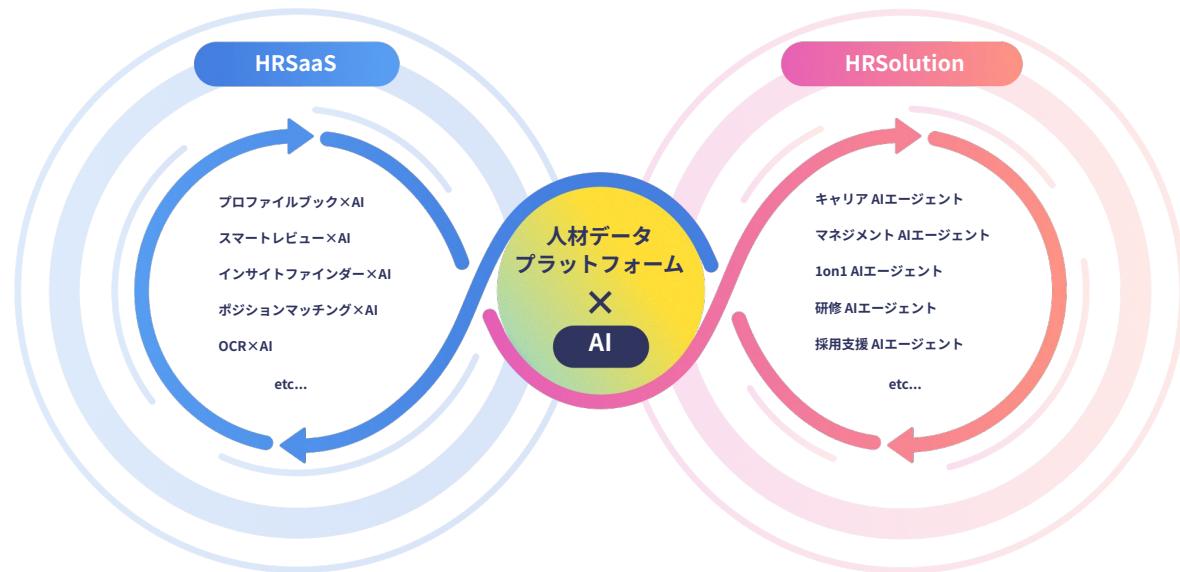 HRSaaS
プロファイルブック×AI
スマートレビュー×AI
インサイトファインダー×AI
ポジションマッチング×AI
OCR×AI
etc...
人材データ
プラットフォーム
×
AI
HRSolution
キャリア AIエージェント
マネジメント AIエージェント
1on1 AIエージェント
研修 AIエージェント
採用支援 AIエージェント
etc...